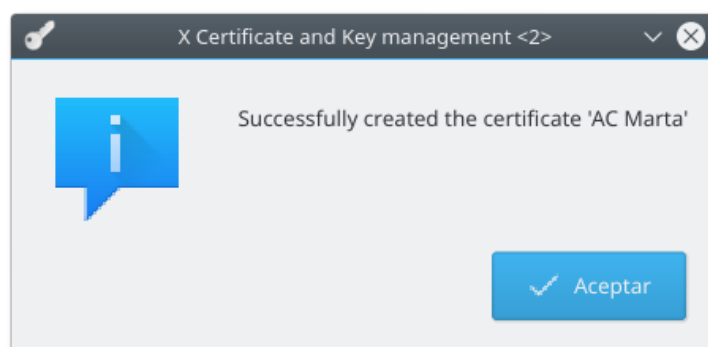 X Certificate and Key management <2>
Successfully created the certificate 'AC Marta'
Aceptar